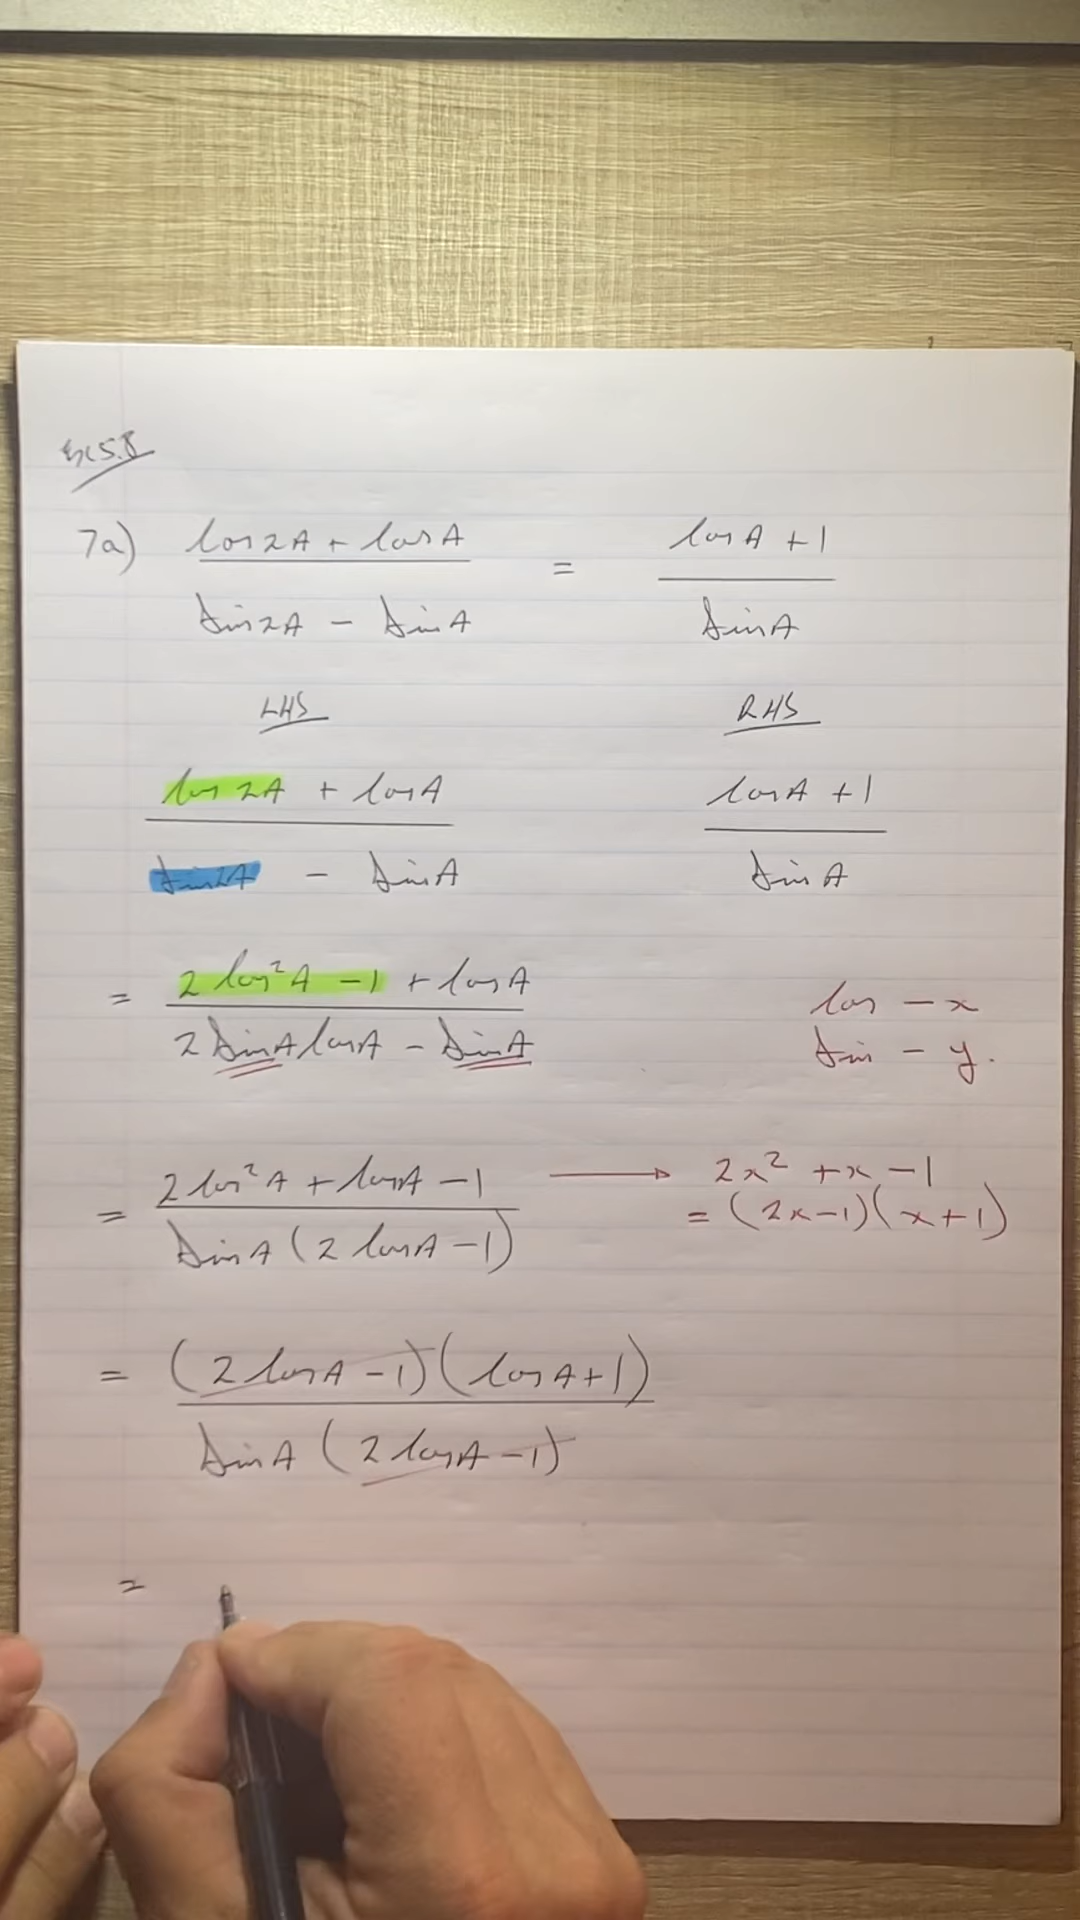 Ex 5.8
7a) cos2A + cosA / sin2A - sinA = cosA + 1 / sinA
LHS RHS
cos2A + cosA / sin2A - sinA cosA + 1 / sinA
= 2cos²A - 1 + cosA / 2sinAcosA - sinA
cos - x
sin - y.
= 2cos²A + cosA - 1 / sinA(2cosA - 1) → 2x² + x - 1
= (2x-1)(x+1)
= (2cosA - 1)(cosA + 1) / sinA(2cosA - 1)
=